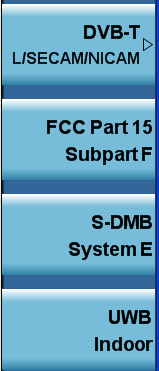 DVB-T
L/SECAM/NICAM
FCC Part 15
Subpart F
S-DMB
System E
UWB
Indoor